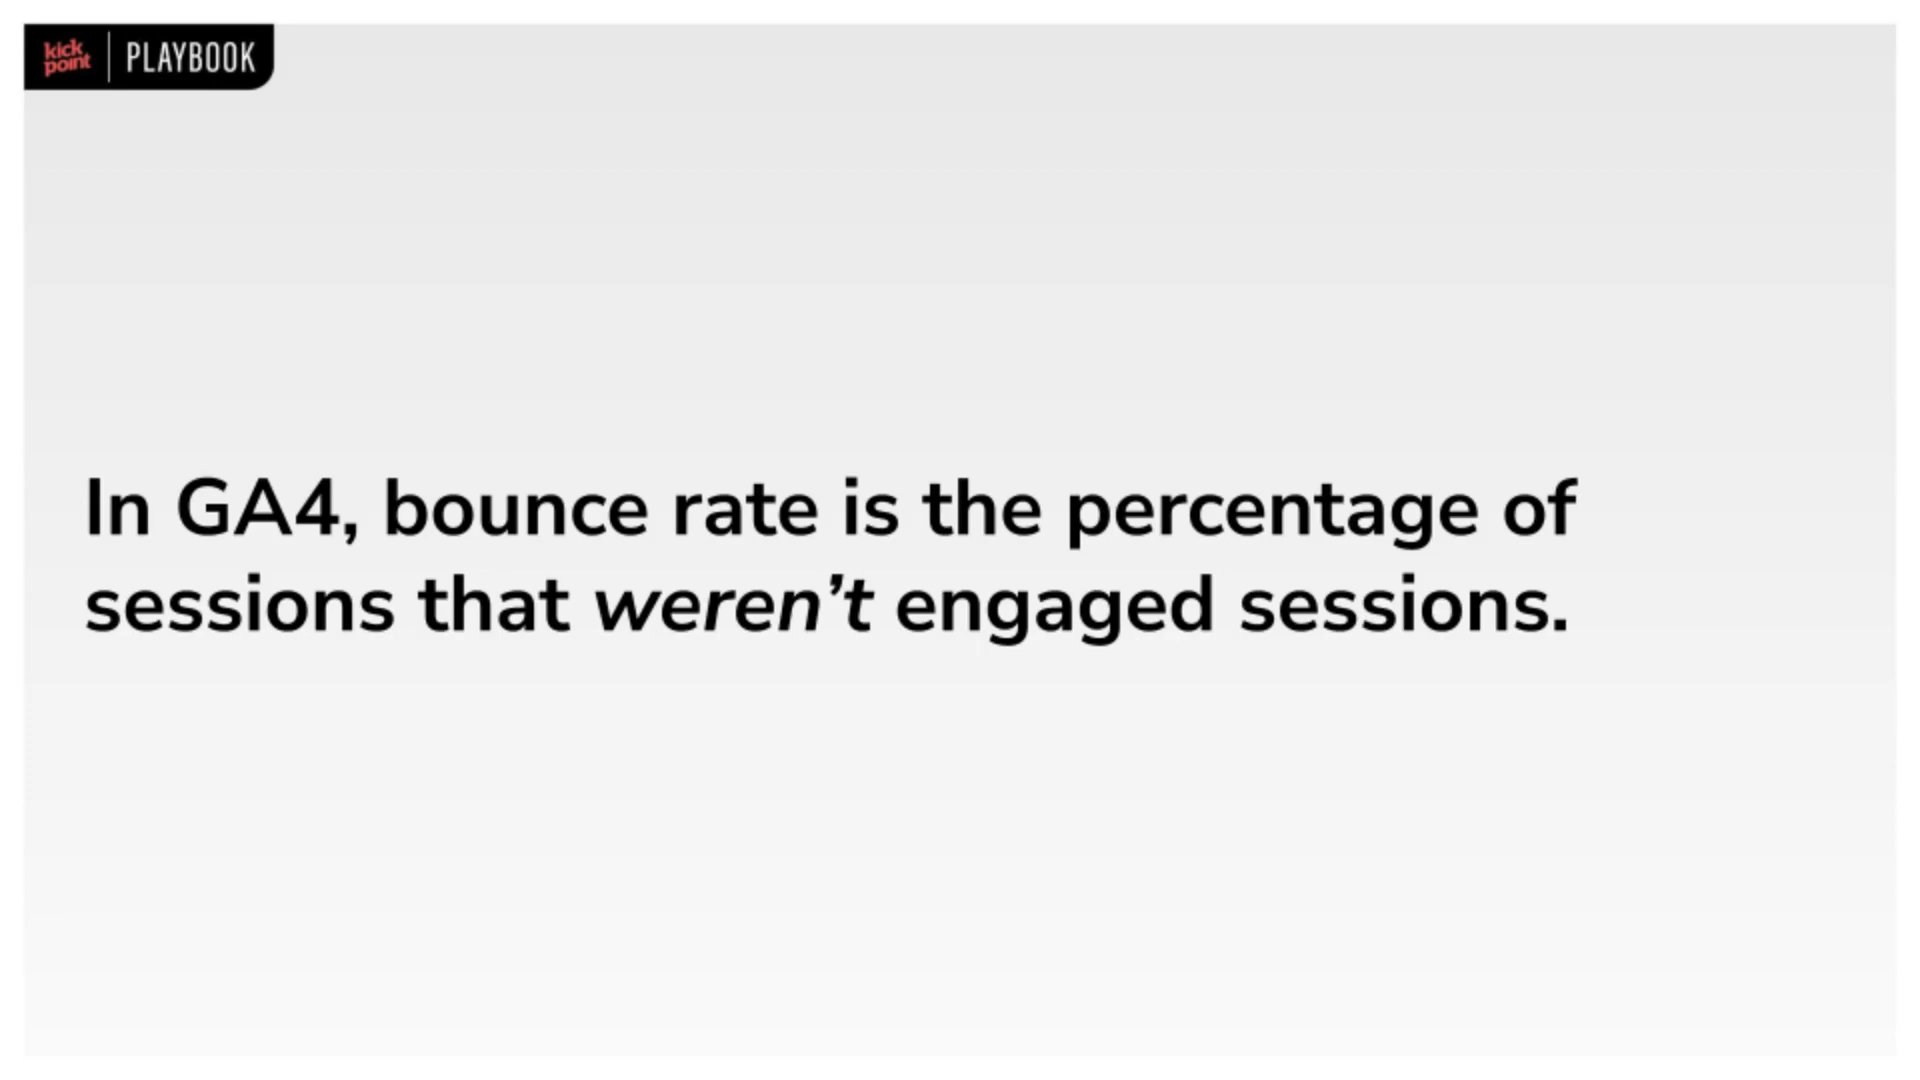 kick point | PLAYBOOK
In GA4, bounce rate is the percentage of
sessions that weren’t engaged sessions.